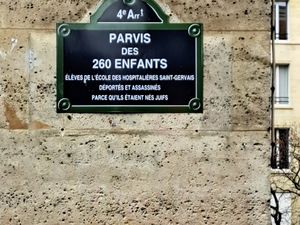 4e Arrt
PARVIS
DES
260 ENFANTS
ÉLÈVES DE L'ÉCOLE DES HOSPITALIÈRES SAINT-GERVAIS
DÉPORTÉS ET ASSASSINÉS
PARCE QU'ILS ÉTAIENT NÉS JUIFS